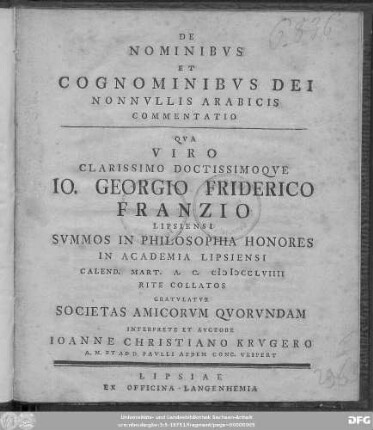 DE
NOMINIBVS
ET
COGNOMINIBVS DEI
NONNVLLIS ARABICIS
COMMENTATIO
QVA
VIRO
CLARISSIMO DOCTISSIMOQVE
IO. GEORGIO FRIDERICO
FRANZIO
LIPSIENSI
SVMMOS IN PHILOSOPHIA HONORES
IN ACADEMIA LIPSIENSI
CALEND. MART. A. C. CIƆIƆCCLVIIII
RITE COLLATOS
GRATVLATVR
SOCIETAS AMICORVM QVORVNDAM
INTERPRETE ET AVCTORE
IOANNE CHRISTIANO KRVGERO
A. M. ET AD D. PAVLLI AEDEM CONC. VESPERT
LIPSIAE
EX OFFICINA LANGENHEMIA